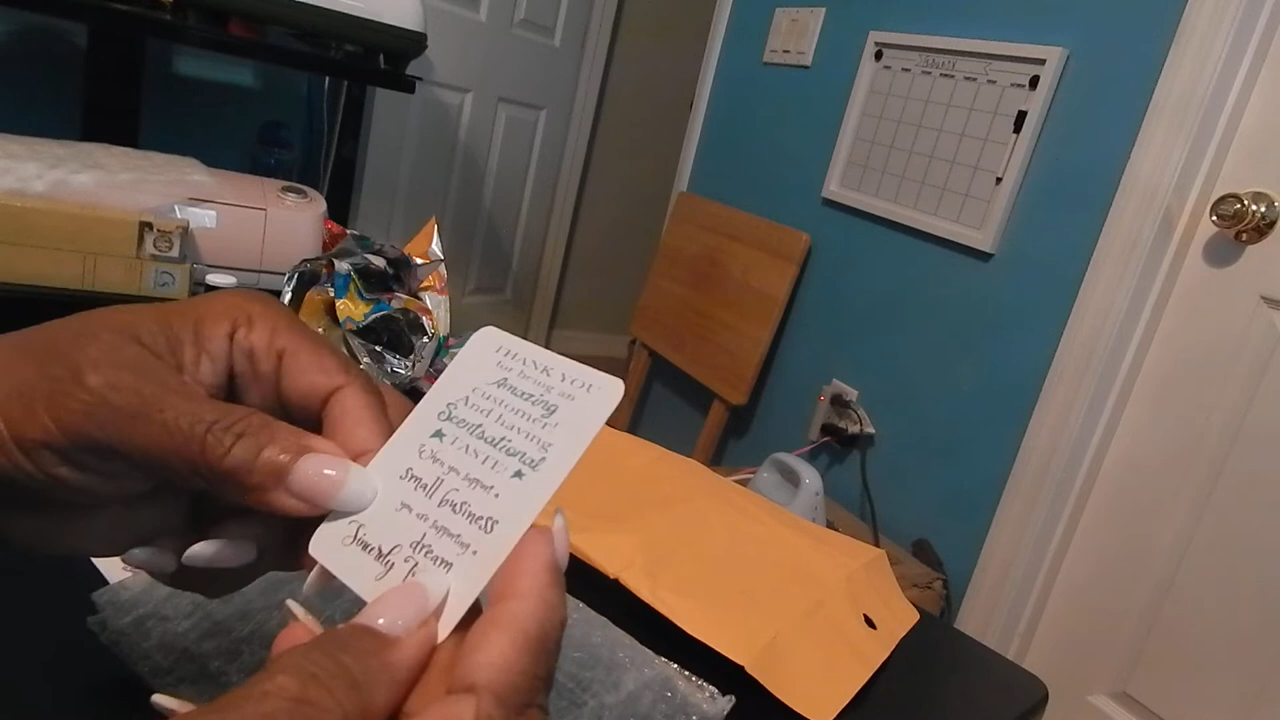 THANK YOU
for being an
Amazing
customer!
And having
Scentsational
TASTE!
When you support a
small business
you are supporting a
dream
Sincerely